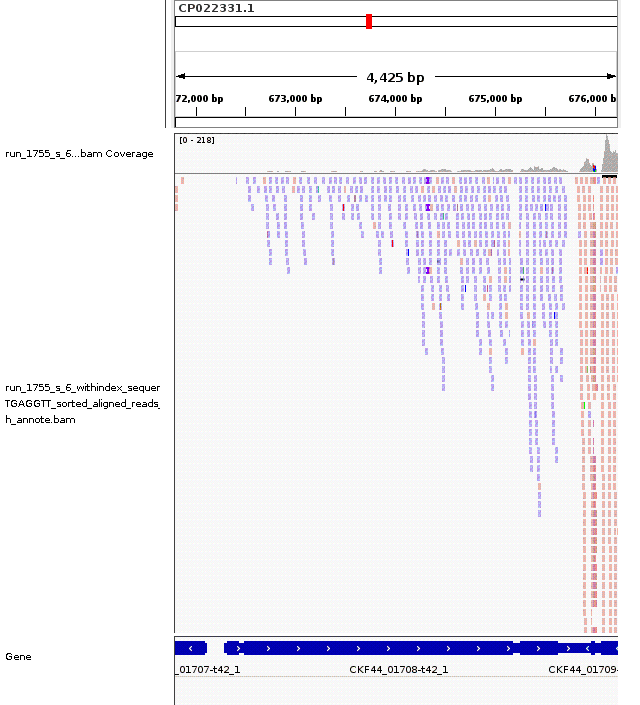 CP022331.1
4,425 bp
72,000 bp 673,000 bp 674,000 bp 675,000 bp 676,000 b
[0 - 218]
run_1755_s_6...bam Coverage
run_1755_s_6_withindex_sequer
TGAGGTT_sorted_aligned_reads_
h_annote.bam
Gene
_01707-t42_1 CKF44_01708-t42_1 CKF44_01709-